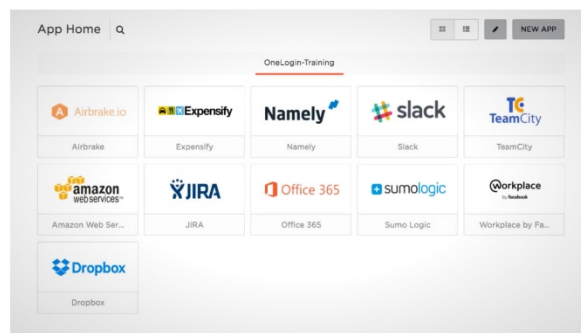 App Home
NEW APP
OneLogin-Training
Airbrake.io
Expensify
Namely
slack
TC
TeamCity
Airbrake
Expensify
Namely
Slack
TeamCity
amazon
webservices™
JIRA
Office 365
sumologic
Workplace
by facebook
Amazon Web Ser...
JIRA
Office 365
Sumo Logic
Workplace by Fa...
Dropbox
Dropbox